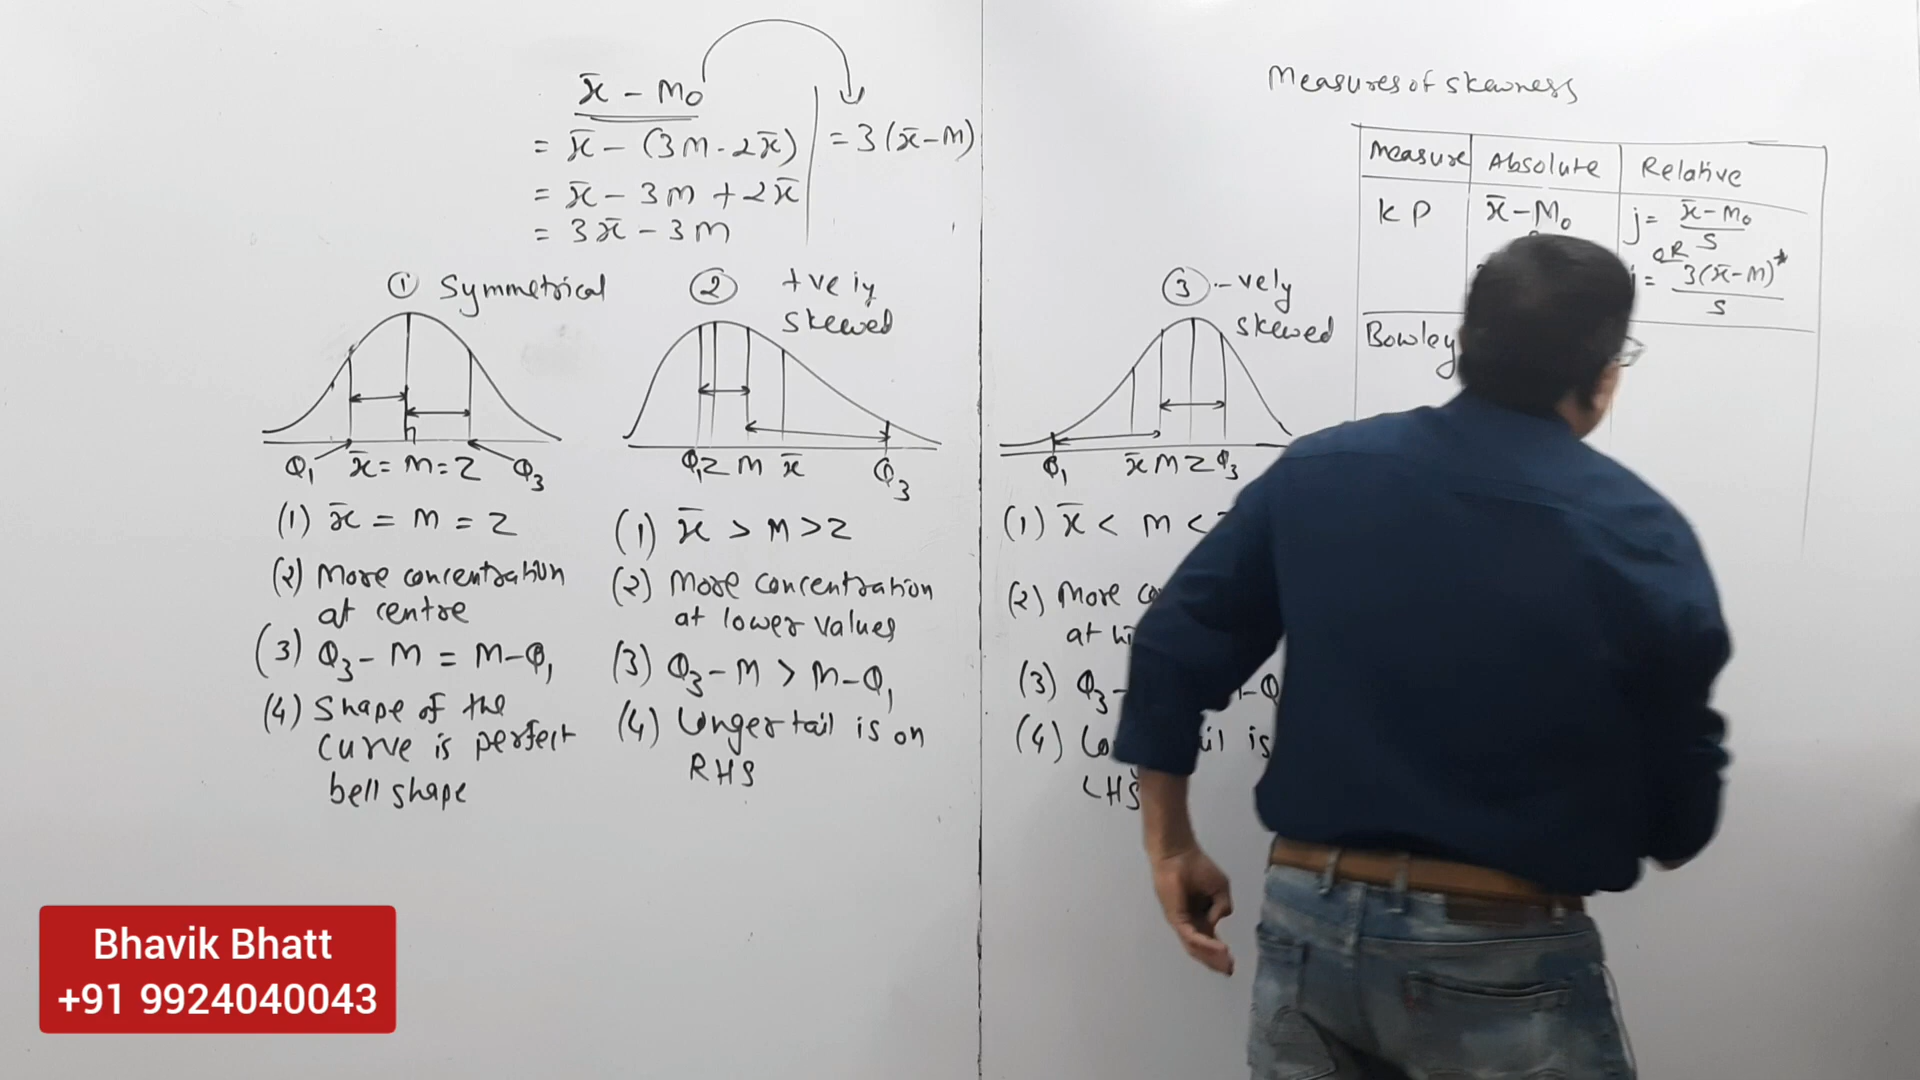 x̄ - Mo
= x̄ - (3M - 2x̄)
= x̄ - 3M + 2x̄
= 3x̄ - 3M
= 3(x̄-M)
① Symmetrical
Q₁ x̄ = M = Z Q₃
(1) x̄ = M = Z
(2) More concentration
at centre
(3) Q₃ - M = M - Q₁
(4) Shape of the
curve is perfect
bell shape
② +vely
skewed
Q₁ Z M x̄ Q₃
(1) x̄ > M > Z
(2) More concentration
at lower values
(3) Q₃ - M > M - Q₁
(4) Longer tail is on
RHS
③ -vely
skewed
Q₁ x̄ M Z Q₃
(1) x̄ < M <
(2) More
at
(3) Q₃ -
(4) is
LHS
Measures of skewness
Measure Absolute Relative
KP x̄ - Mo j = x̄ - Mo / S
OR
= 3(x̄-M)* / S
Bowley
Bhavik Bhatt
+91 9924040043